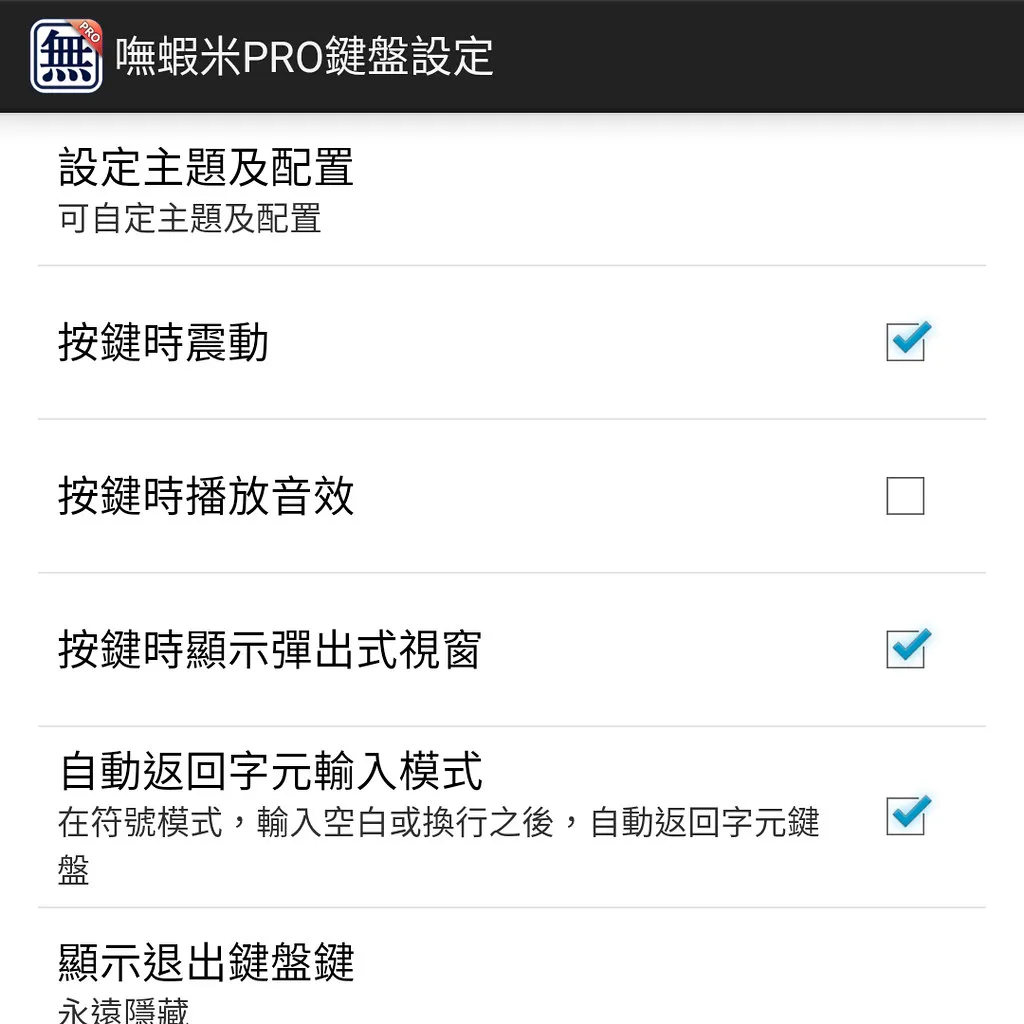 無 PRO 嘸蝦米PRO鍵盤設定
設定主題及配置
可自定主題及配置
按鍵時震動
按鍵時播放音效
按鍵時顯示彈出式視窗
自動返回字元輸入模式
在符號模式，輸入空白或換行之後，自動返回字元鍵
盤
顯示退出鍵盤鍵
永遠隱藏